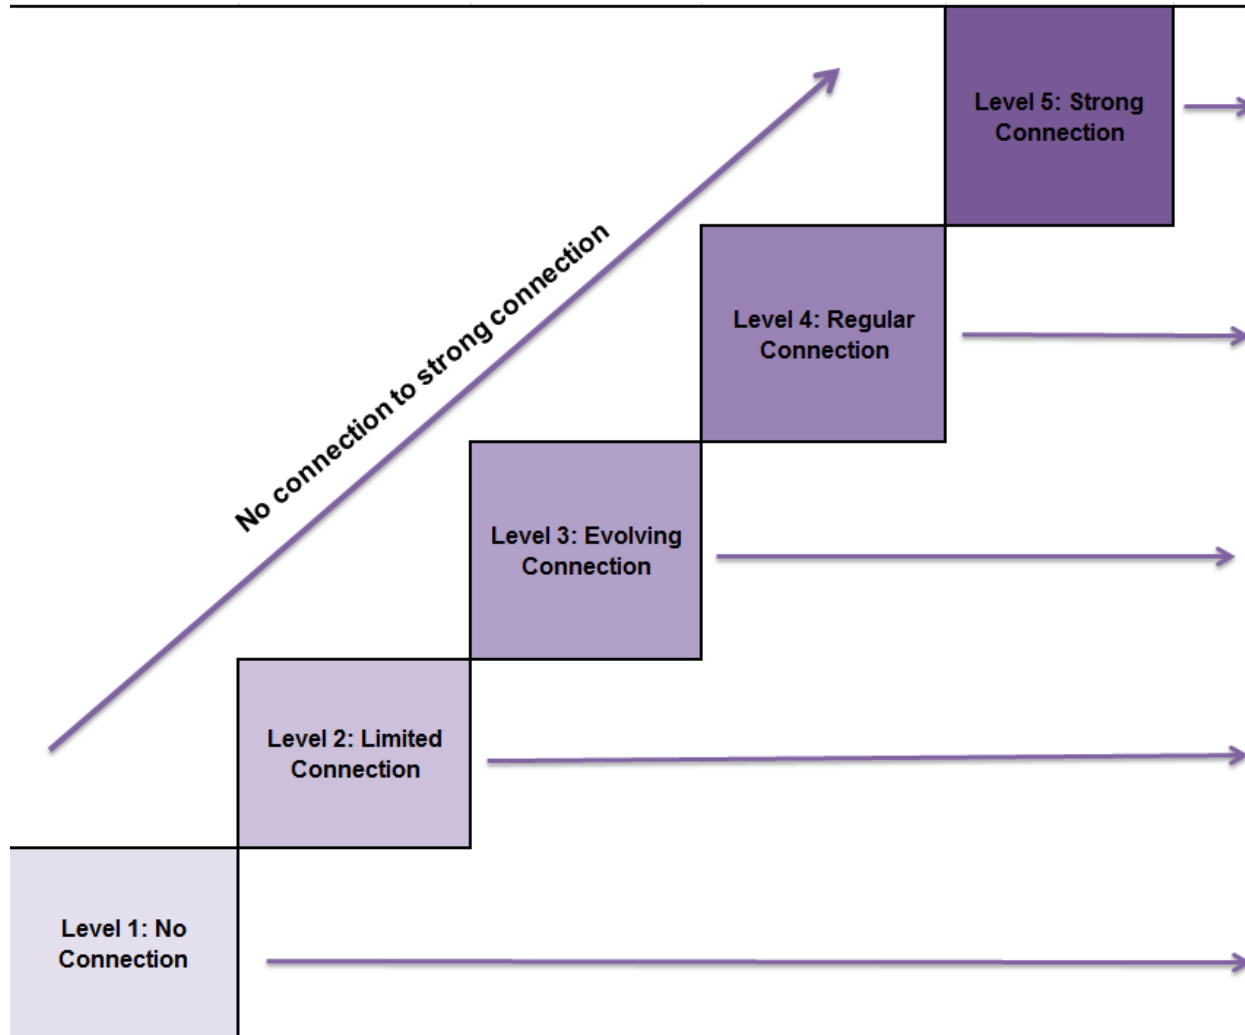 Level 5: Strong
Connection
No connection to strong connection
Level 4: Regular
Connection
Level 3: Evolving
Connection
Level 2: Limited
Connection
Level 1: No
Connection